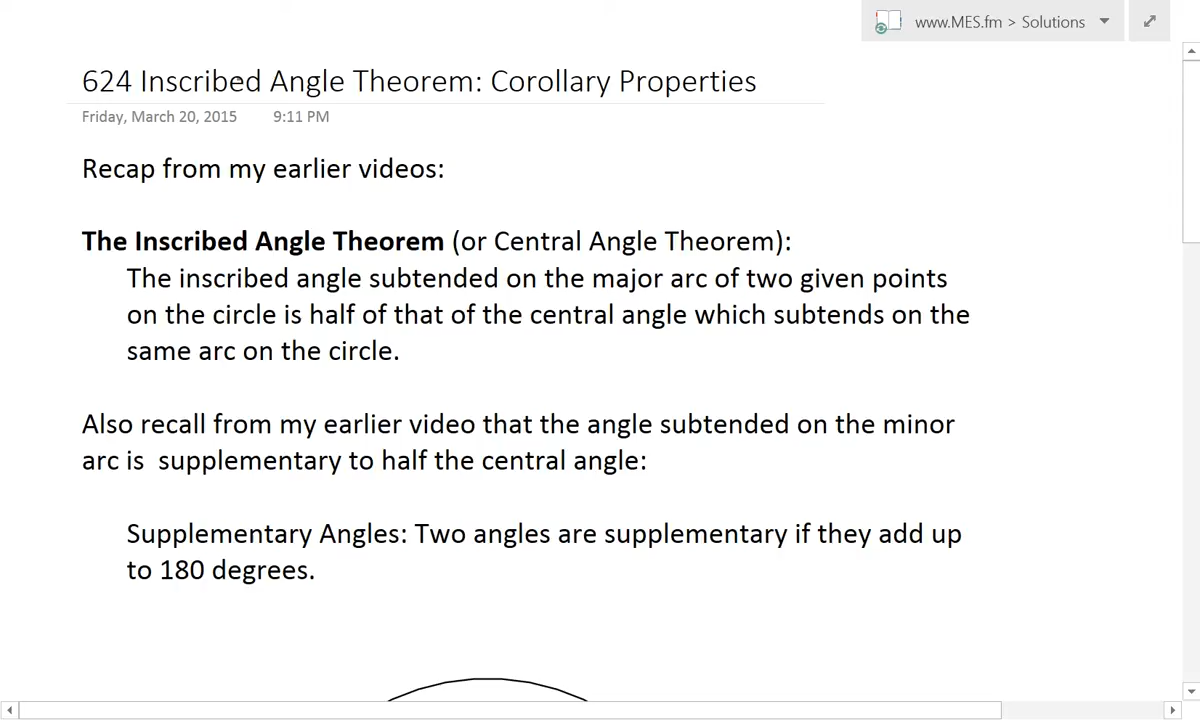 www.MES.fm > Solutions
624 Inscribed Angle Theorem: Corollary Properties
Friday, March 20, 2015 9:11 PM
Recap from my earlier videos:
The Inscribed Angle Theorem (or Central Angle Theorem):
The inscribed angle subtended on the major arc of two given points
on the circle is half of that of the central angle which subtends on the
same arc on the circle.
Also recall from my earlier video that the angle subtended on the minor
arc is supplementary to half the central angle:
Supplementary Angles: Two angles are supplementary if they add up
to 180 degrees.